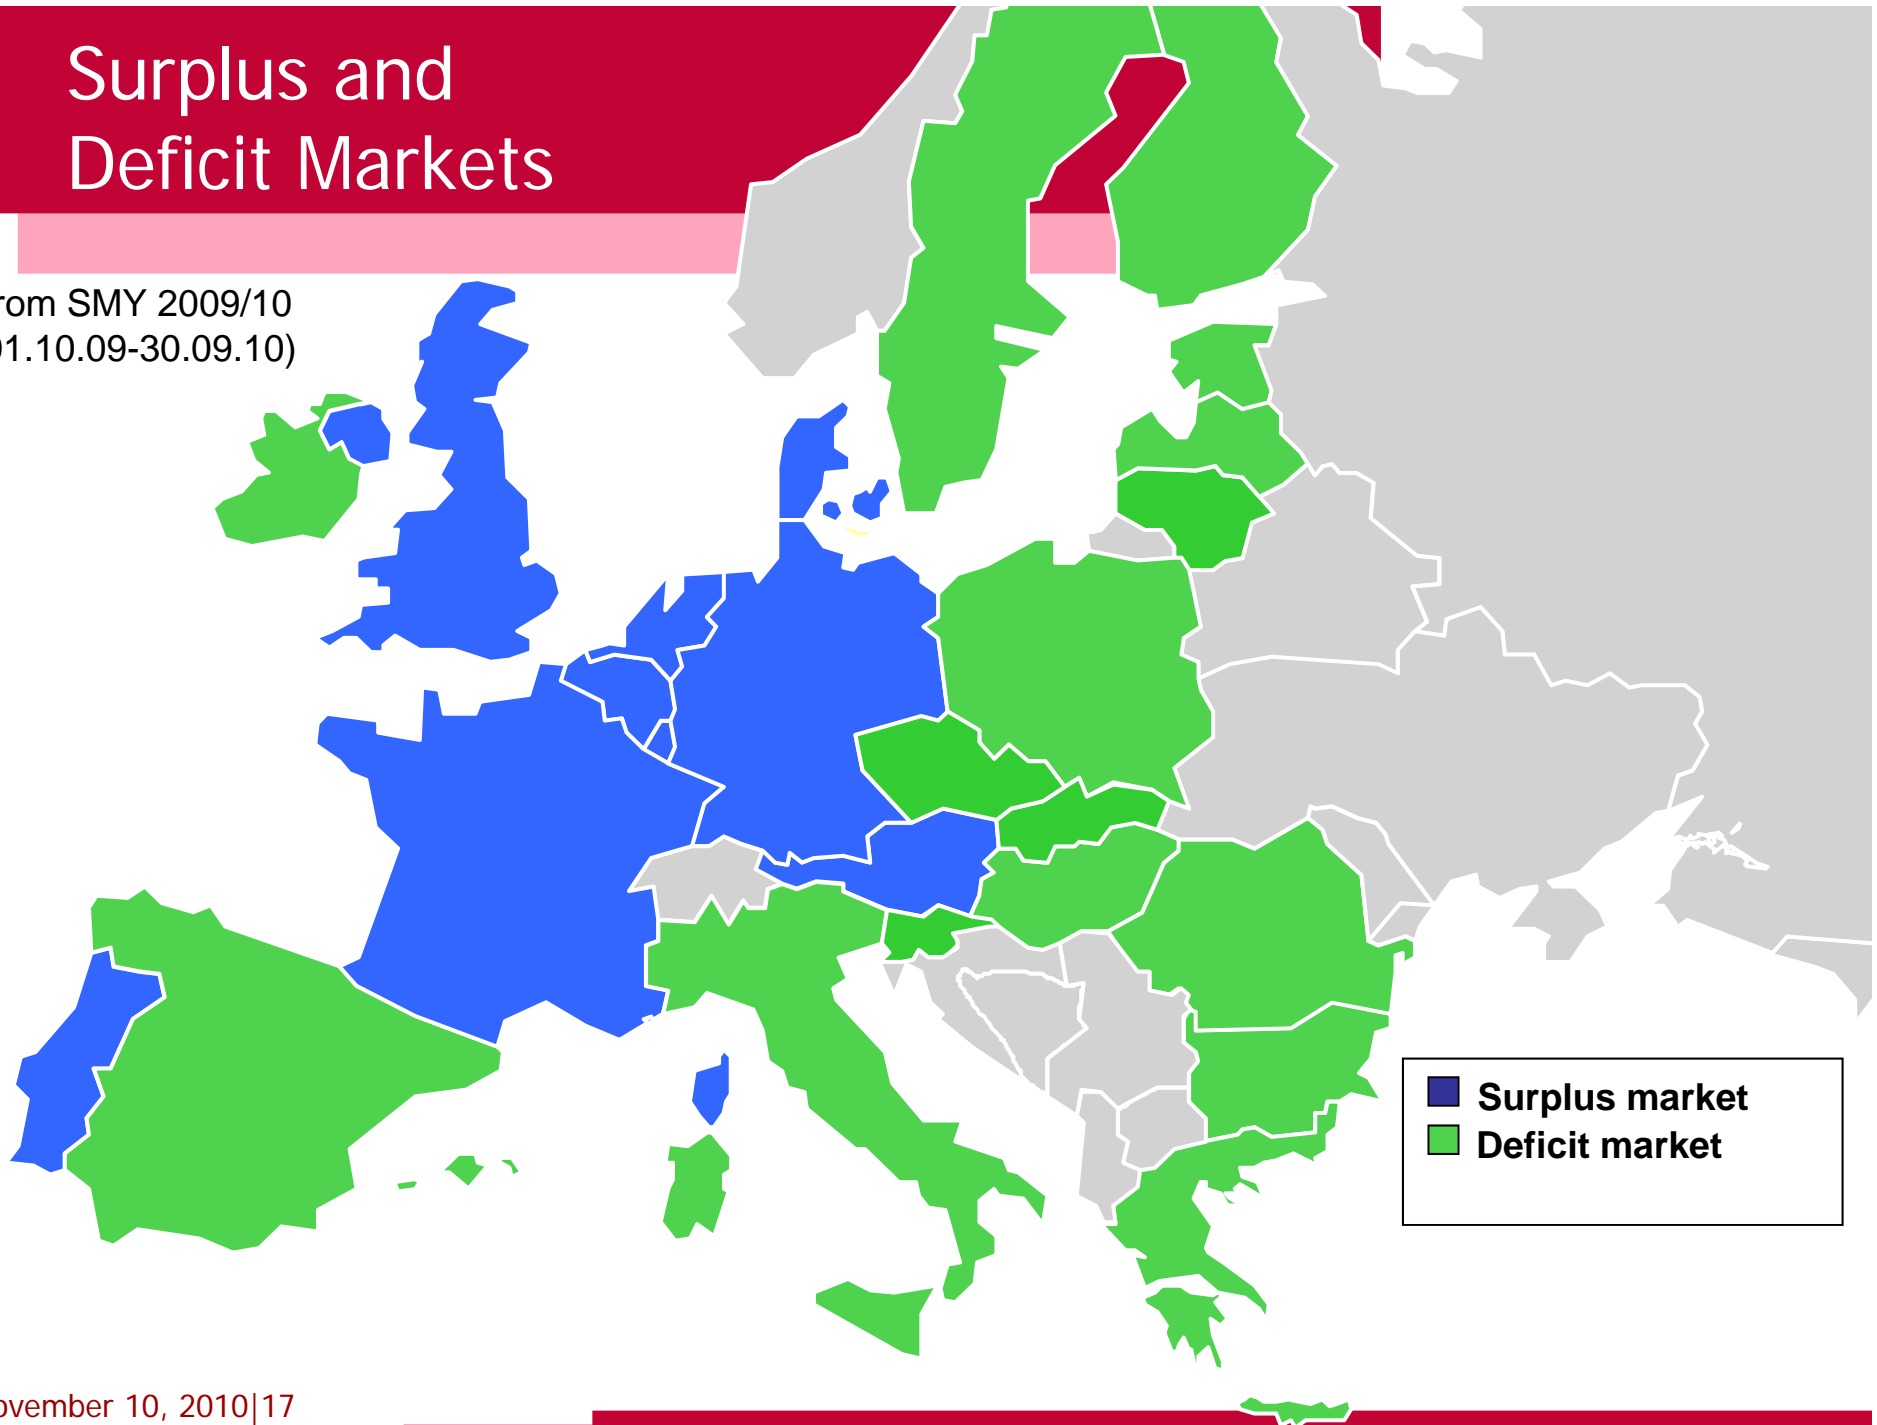 Surplus and
Deficit Markets
rom SMY 2009/10
01.10.09-30.09.10)
Surplus market
Deficit market
ovember 10, 2010|17